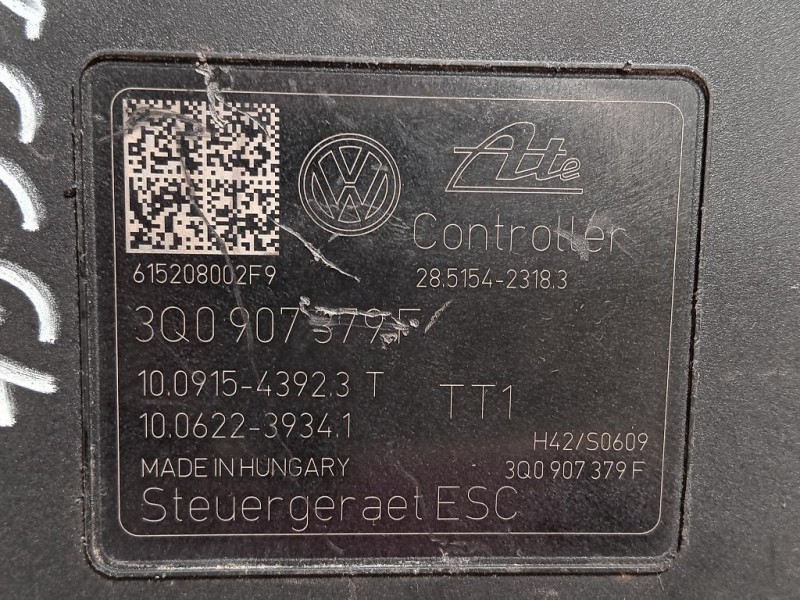 VW Ate
Controller
615208002F9 28.5154-2318.3
3Q0 907 379 F
10.0915-4392.3 T
TT1
10.0622-3934.1
H42/S0609
MADE IN HUNGARY 3Q0 907 379 F
Steuergeraet ESC